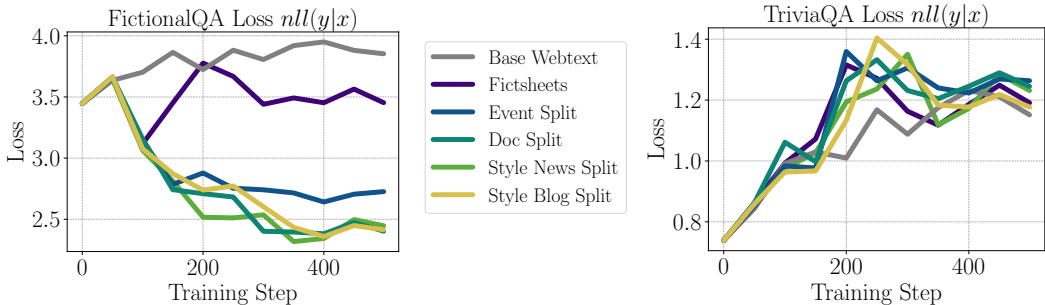 FictionalQA Loss nll(y|x)
4.0
3.5
3.0
2.5
Loss
0
200
400
Training Step
Base Webtext
Fictsheets
Event Split
Doc Split
Style News Split
Style Blog Split
TriviaQA Loss nll(y|x)
1.4
1.2
1.0
0.8
Loss
0
200
400
Training Step